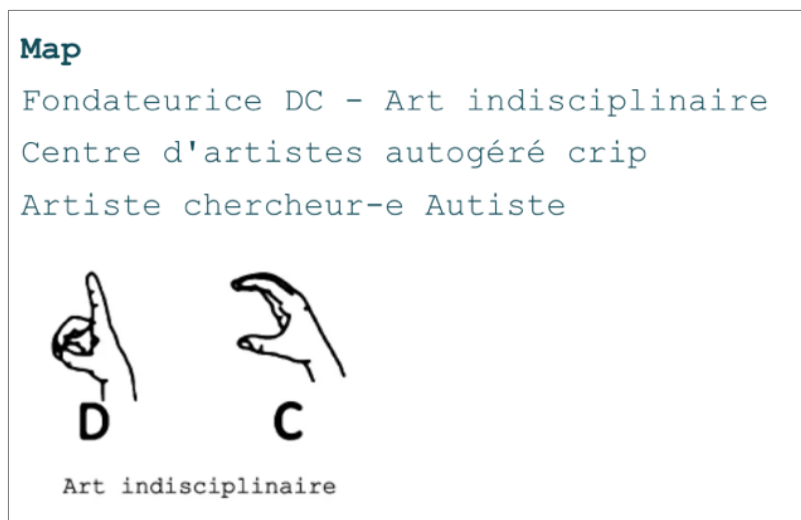 Map
Fondateurice DC - Art indisciplinaire
Centre d'artistes autogéré crip
Artiste chercheur-e Autiste
D C
Art indisciplinaire